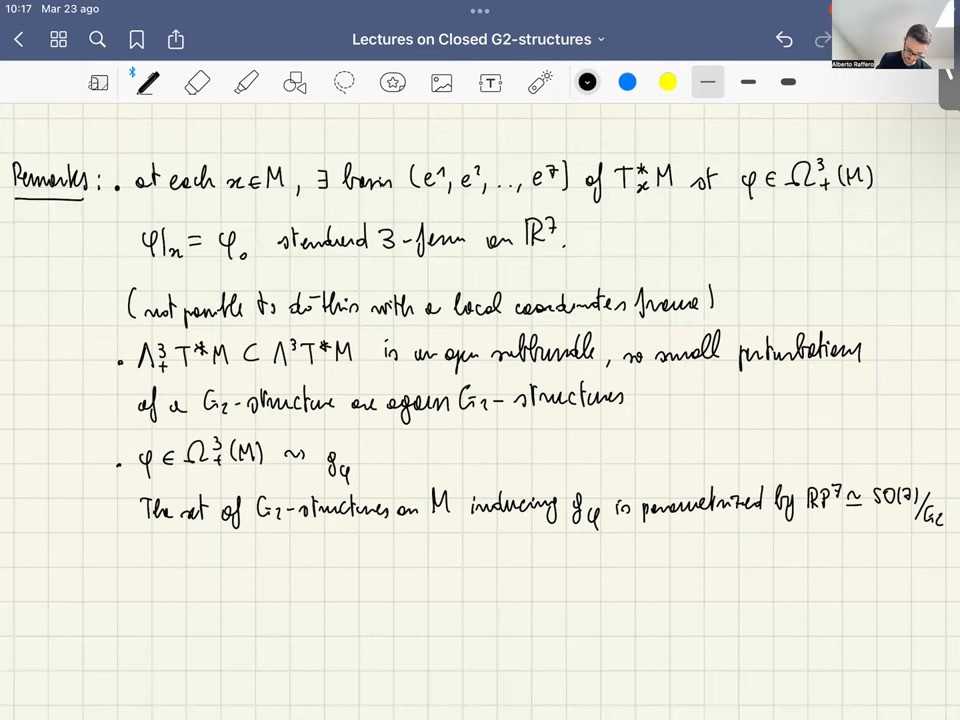 10:17 Mar 23 ago
Lectures on Closed G2-structures
Alberto Raffero
Remarks: • at each x ∈ M, ∃ basis (e¹, e², .., e⁷) of Tₓ*M st φ ∈ Ω³₊(M)
φ|ₓ = φ₀ standard 3-form on ℝ⁷.
(not possible to do this with a local coordinates frame)
• Λ³₊ T*M ⊂ Λ³T*M is an open subbundle, so small perturbations
of a G₂-structure are again G₂-structures
• φ ∈ Ω³₊(M) ~> g_φ
The set of G₂-structures on M inducing g_φ is parametrized by RP⁷ ≃ SO(7)/G₂